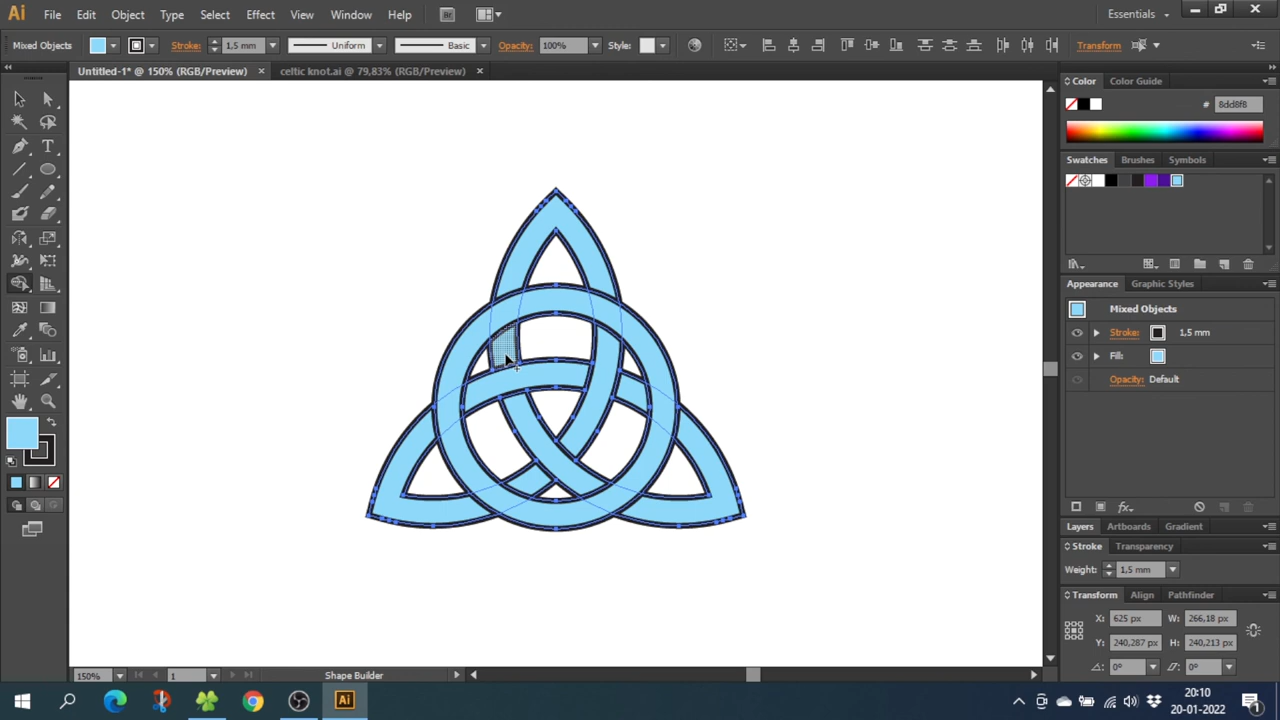 Ai File Edit Object Type Select Effect View Window Help Br Essentials
Mixed Objects Stroke: 1,5 mm Uniform Basic Opacity: 100% Style: Transform
Untitled-1* @ 150% (RGB/Preview) celtic knot.ai @ 79,83% (RGB/Preview)
Color Color Guide
# 8dd8f8
Swatches Brushes Symbols
Appearance Graphic Styles
Mixed Objects
Stroke: 1,5 mm
Fill:
Opacity: Default
fx
Layers Artboards Gradient
Stroke Transparency
Weight: 1,5 mm
Transform Align Pathfinder
X: 625 px W: 266,18 px
Y: 240,287 px H: 240,213 px
0° 0°
150% 1 Shape Builder
Ai
20:10
20-01-2022
1